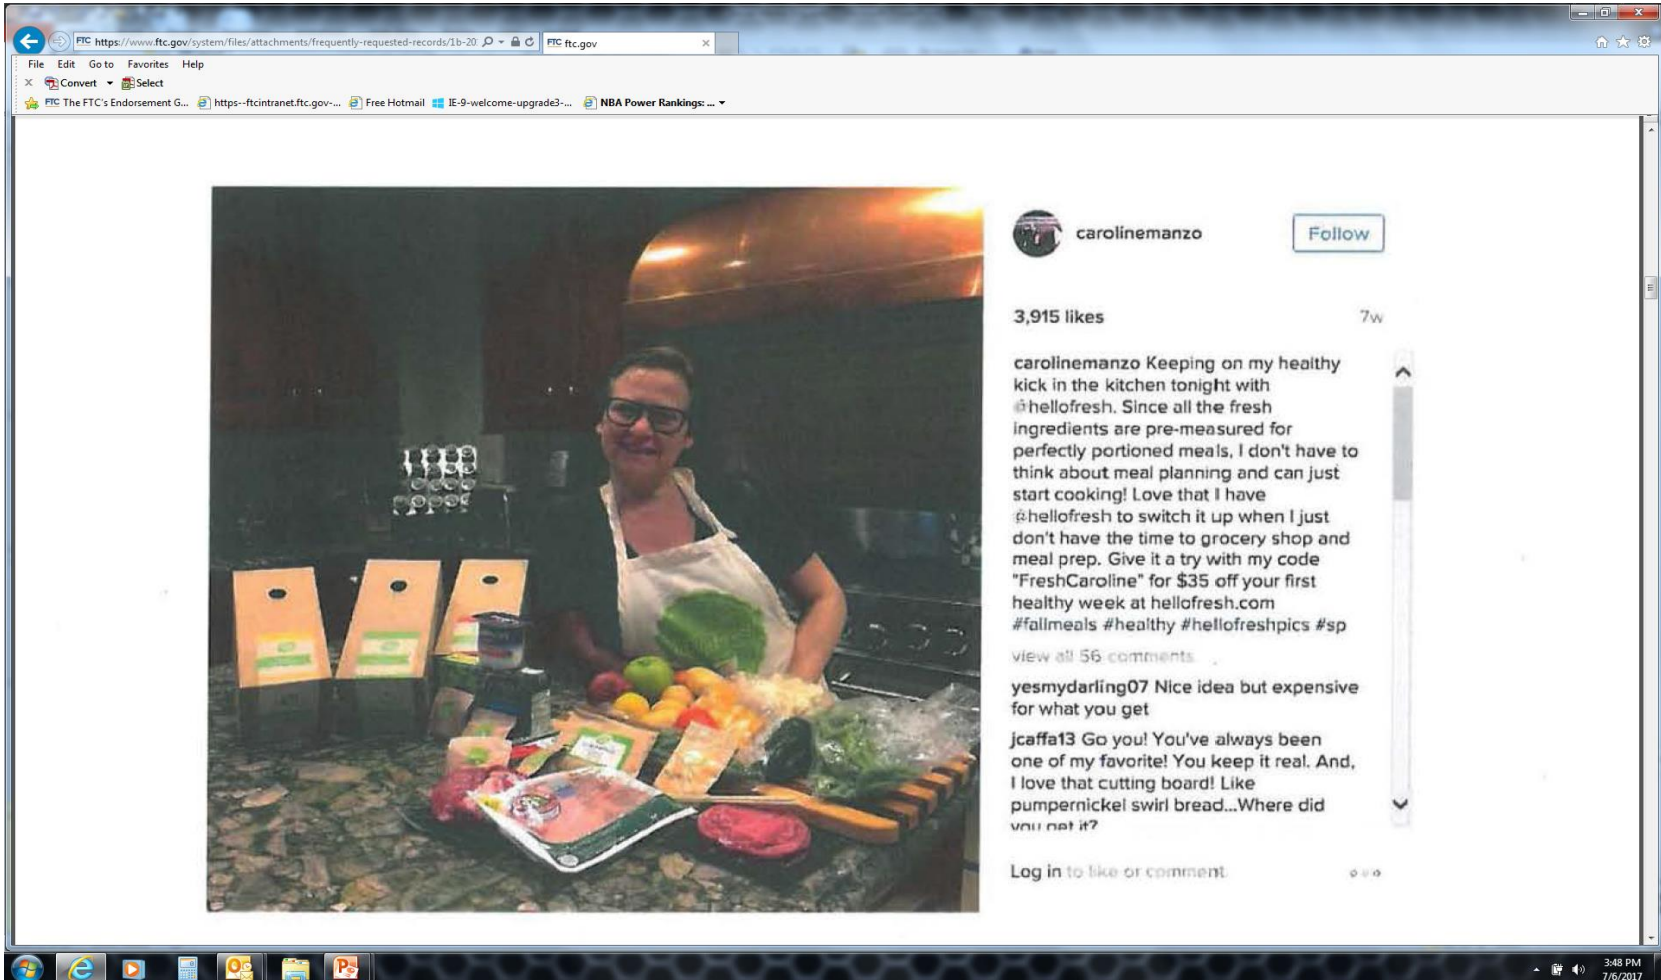 FTC https://www.ftc.gov/system/files/attachments/frequently-requested-records/1b-20
FTC ftc.gov
File Edit Go to Favorites Help
Convert Select
FTC The FTC's Endorsement G... https--ftcintranet.ftc.gov-... Free Hotmail IE-9-welcome-upgrade3-... NBA Power Rankings: ...
carolinemanzo Follow
3,915 likes 7w
carolinemanzo Keeping on my healthy
kick in the kitchen tonight with
@hellofresh. Since all the fresh
ingredients are pre-measured for
perfectly portioned meals, I don't have to
think about meal planning and can just
start cooking! Love that I have
@hellofresh to switch it up when I just
don't have the time to grocery shop and
meal prep. Give it a try with my code
"FreshCaroline" for $35 off your first
healthy week at hellofresh.com
#fallmeals #healthy #hellofreshpics #sp
view all 56 comments
yesmydarling07 Nice idea but expensive
for what you get
jcaffa13 Go you! You've always been
one of my favorite! You keep it real. And,
I love that cutting board! Like
pumpernickel swirl bread...Where did
you get it?
Log in to like or comment
3:48 PM
7/6/2017